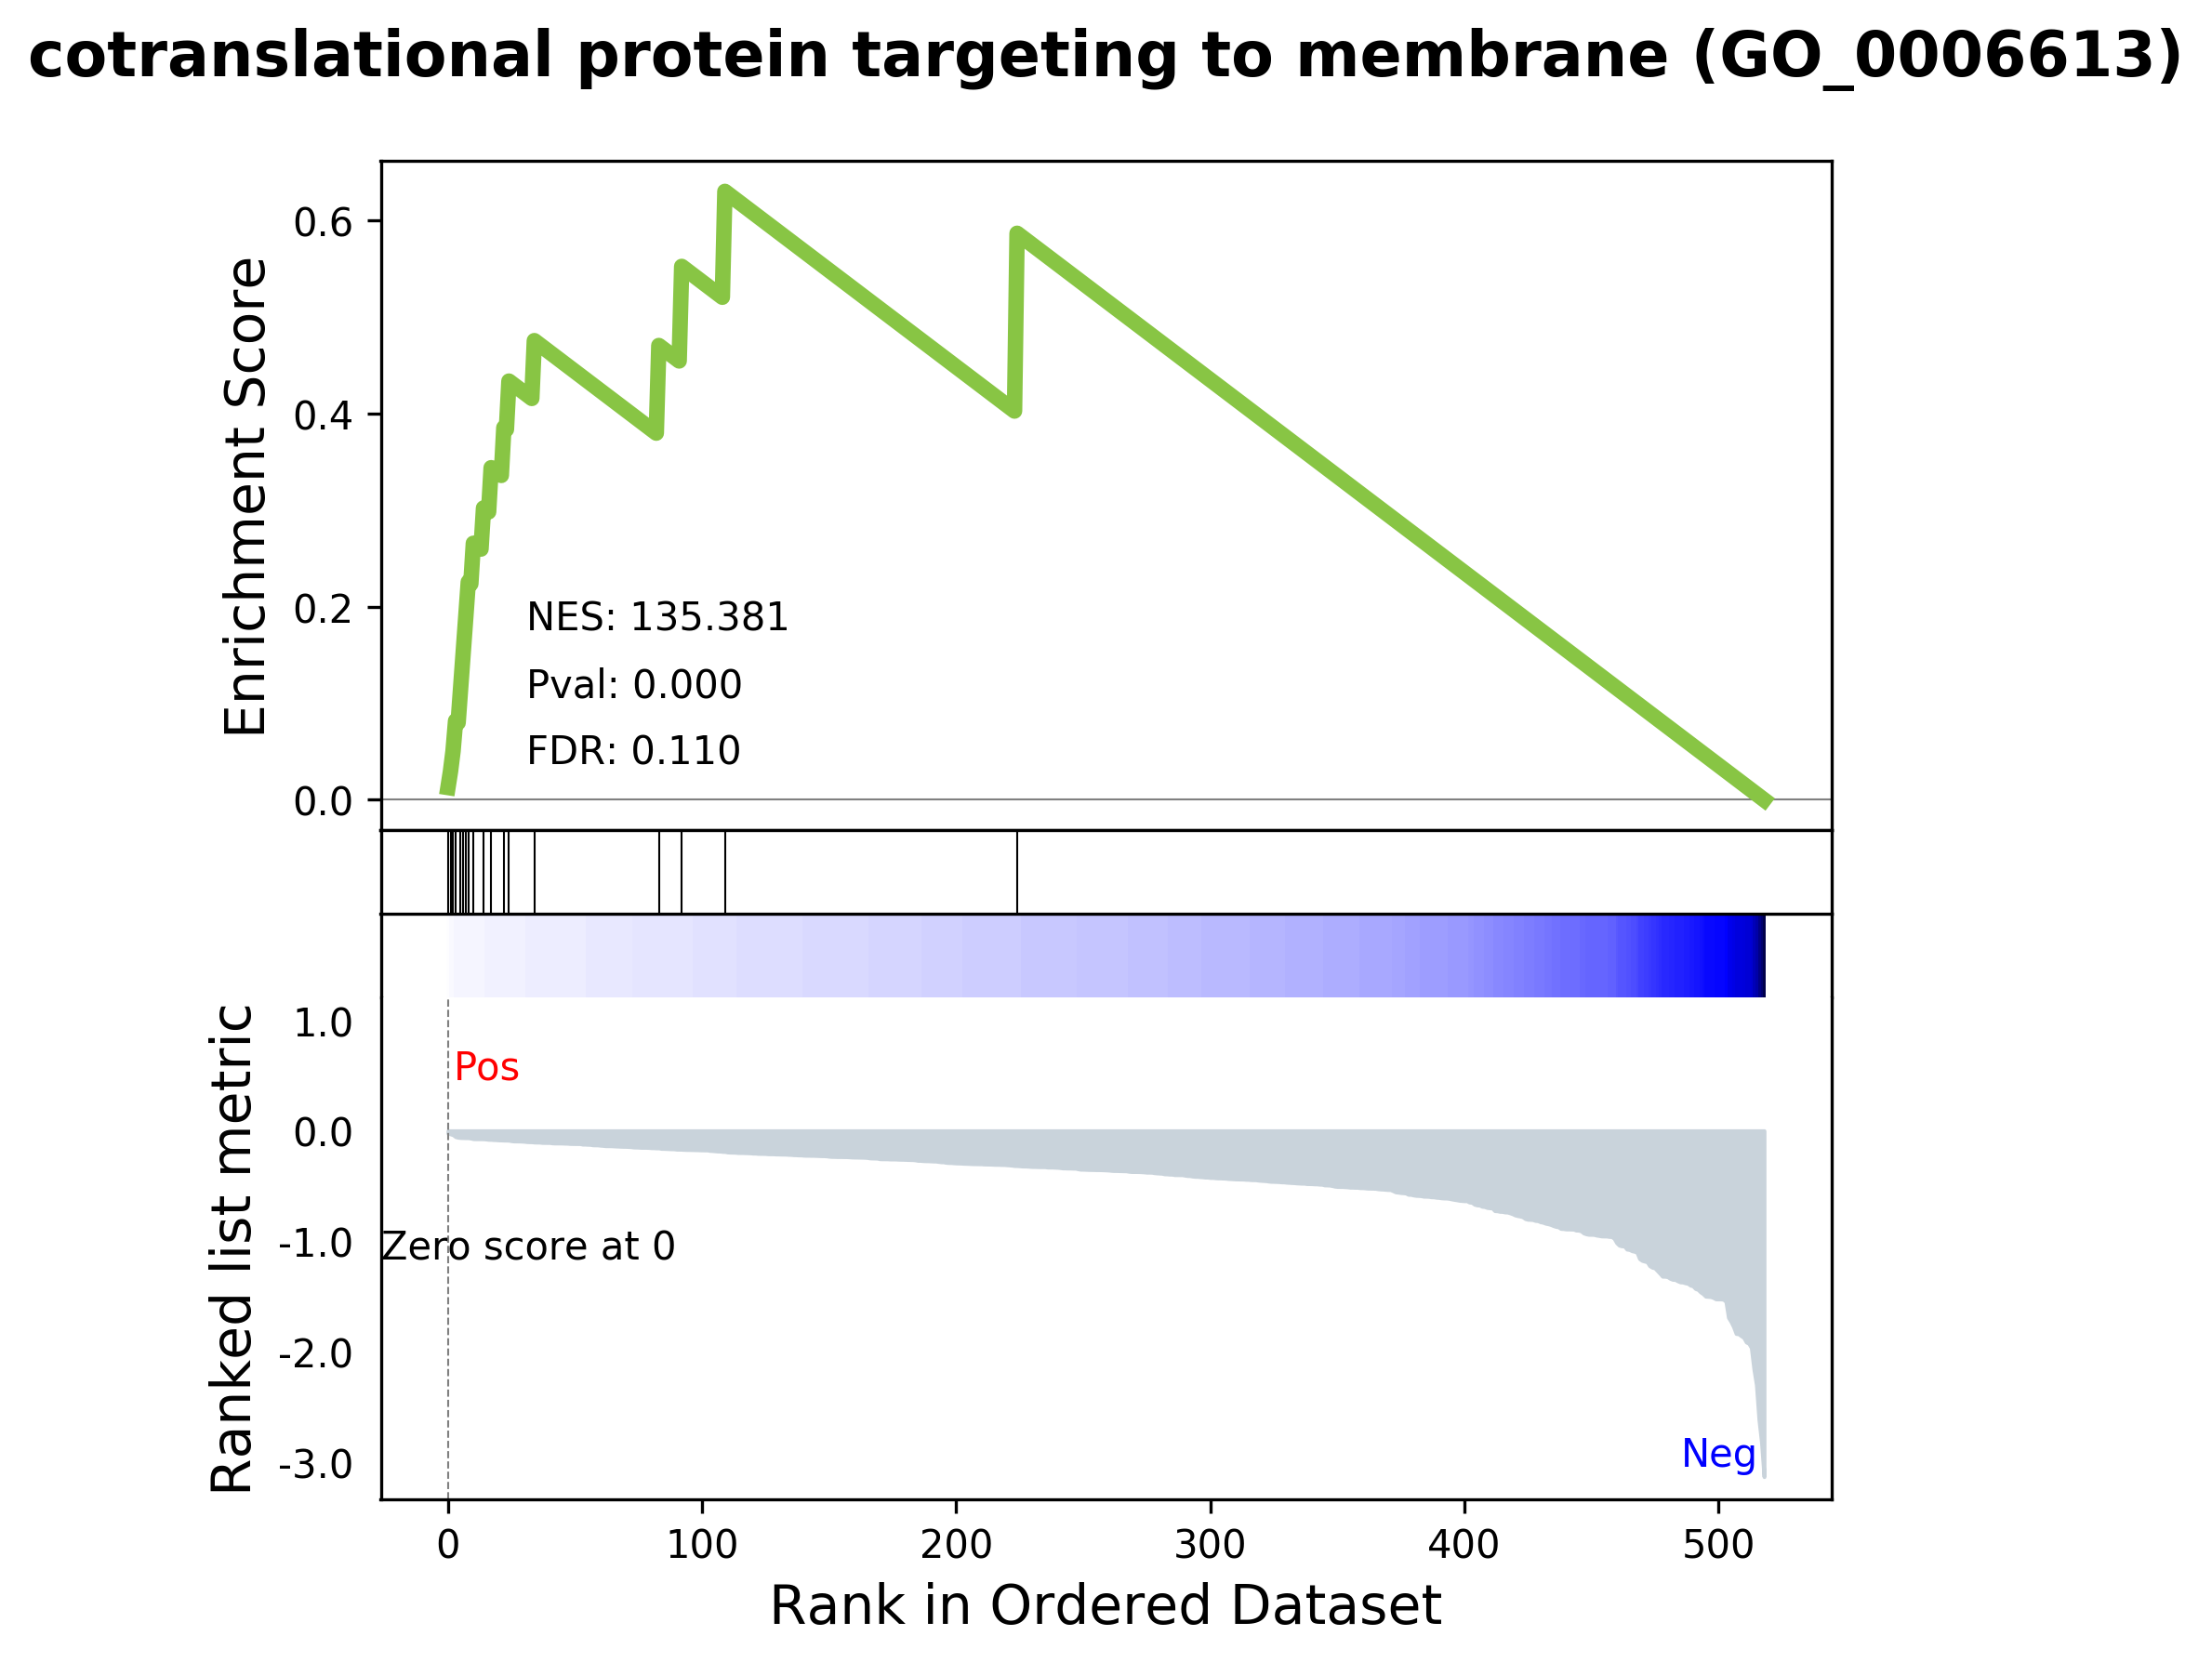 cotranslational protein targeting to membrane (GO_0006613)
Enrichment Score
0.6
0.4
0.2
0.0
NES: 135.381
Pval: 0.000
FDR: 0.110
Ranked list metric
1.0
0.0
-1.0
-2.0
-3.0
Pos
Zero score at 0
Neg
0 100 200 300 400 500
Rank in Ordered Dataset